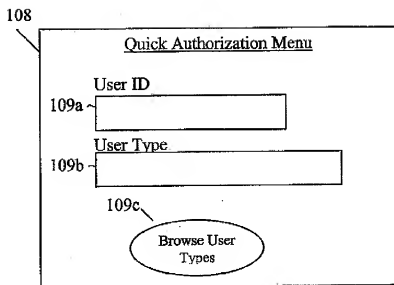 108
Quick Authorization Menu
User ID
109a
User Type
109b
109c
Browse User
Types